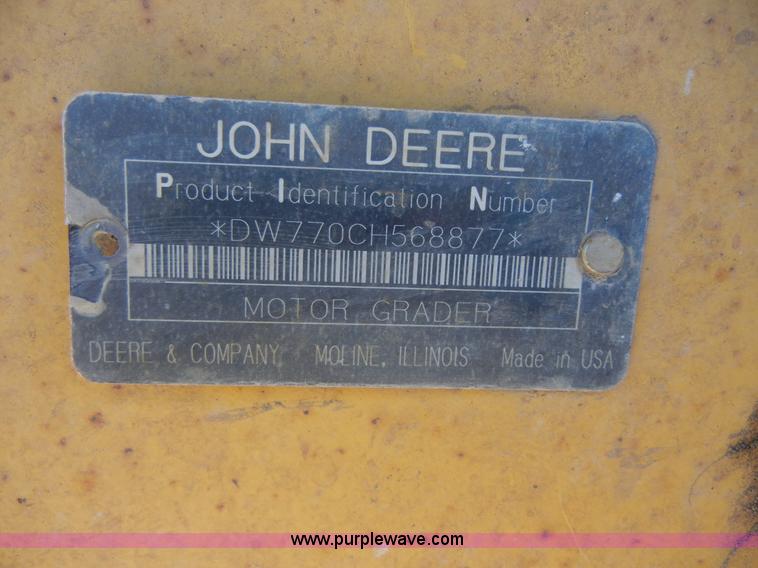 JOHN DEERE
Product Identification Number
*DW770CH568877*
MOTOR GRADER
DEERE & COMPANY MOLINE, ILLINOIS Made in USA
www.purplewave.com